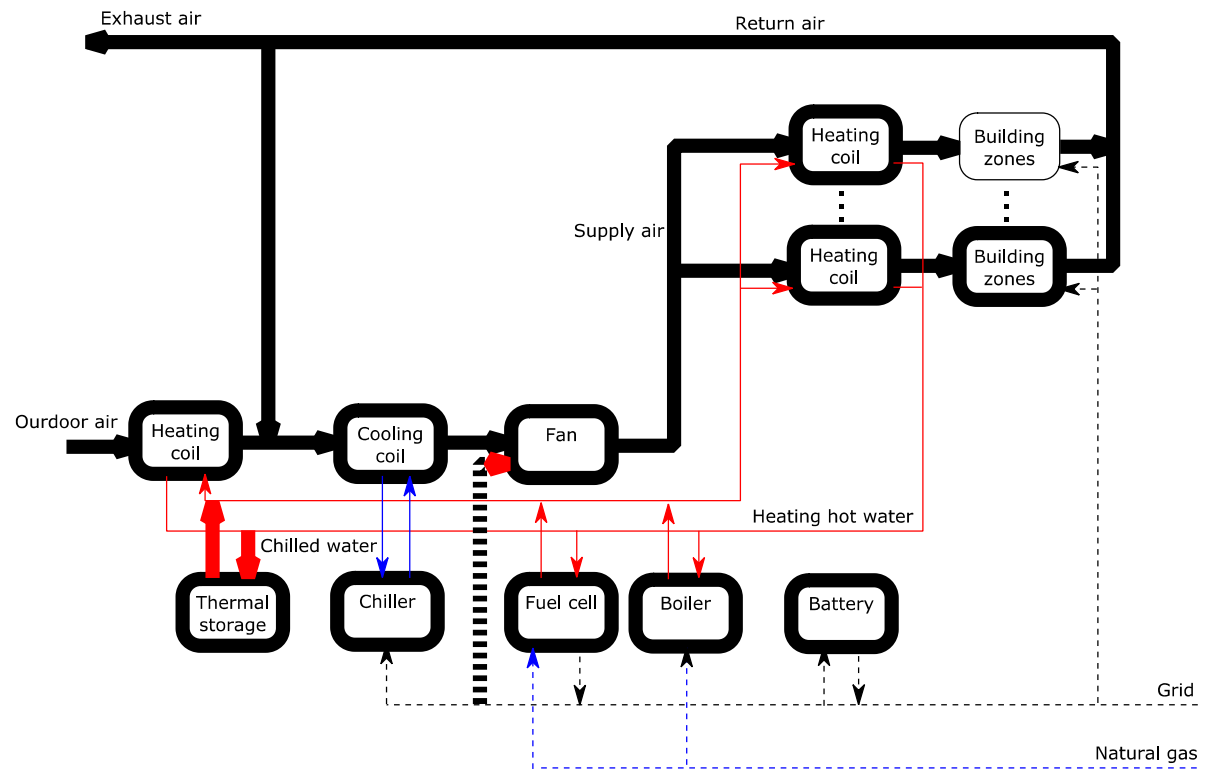 Exhaust air
Return air
Heating
coil
Building
zones
Supply air
Heating
coil
Building
zones
Ourdoor air
Heating
coil
Cooling
coil
Fan
Heating hot water
Chilled water
Thermal
storage
Chiller
Fuel cell
Boiler
Battery
Grid
Natural gas